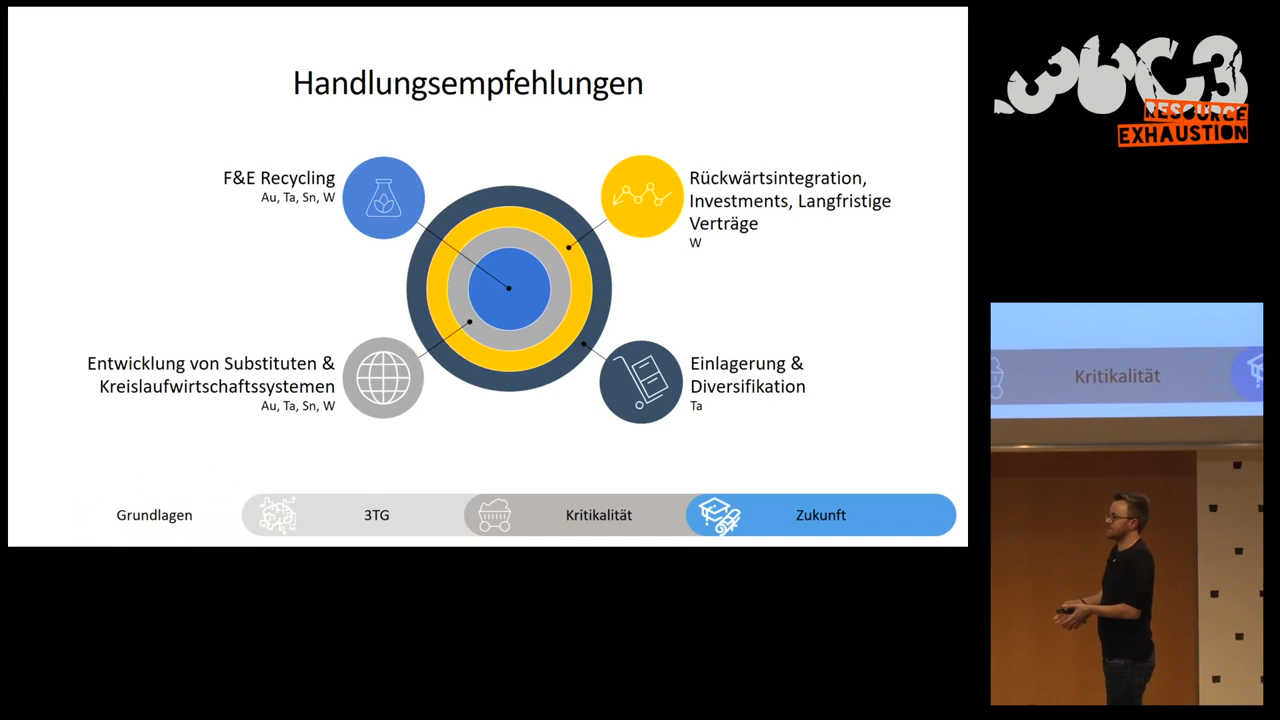 Handlungsempfehlungen
F&E Recycling
Au, Ta, Sn, W
Rückwärtsintegration,
Investments, Langfristige
Verträge
W
Entwicklung von Substituten &
Kreislaufwirtschaftssystemen
Au, Ta, Sn, W
Einlagerung &
Diversifikation
Ta
Grundlagen
3TG
Kritikalität
Zukunft
36C3
RESOURCE
EXHAUSTION
Kritikalität